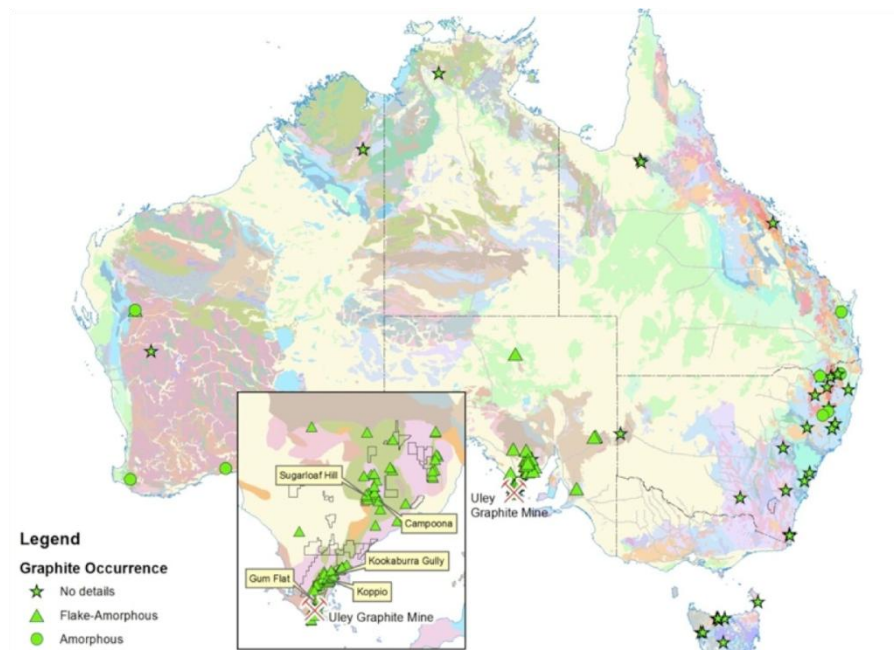 Sugarloaf Hill
Campoona
Kookaburra Gully
Gum Flat
Koppio
Uley Graphite Mine
Uley
Graphite Mine
Legend
Graphite Occurrence
No details
Flake-Amorphous
Amorphous